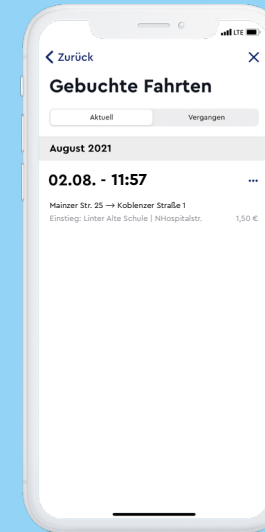 LTE
Zurück
Gebuchte Fahrten
Aktuell Vergangen
August 2021
02.08. - 11:57
Mainzer Str. 25 → Koblenzer Straße 1
Einstieg: Linter Alte Schule | NHospitalstr. 1,50 €